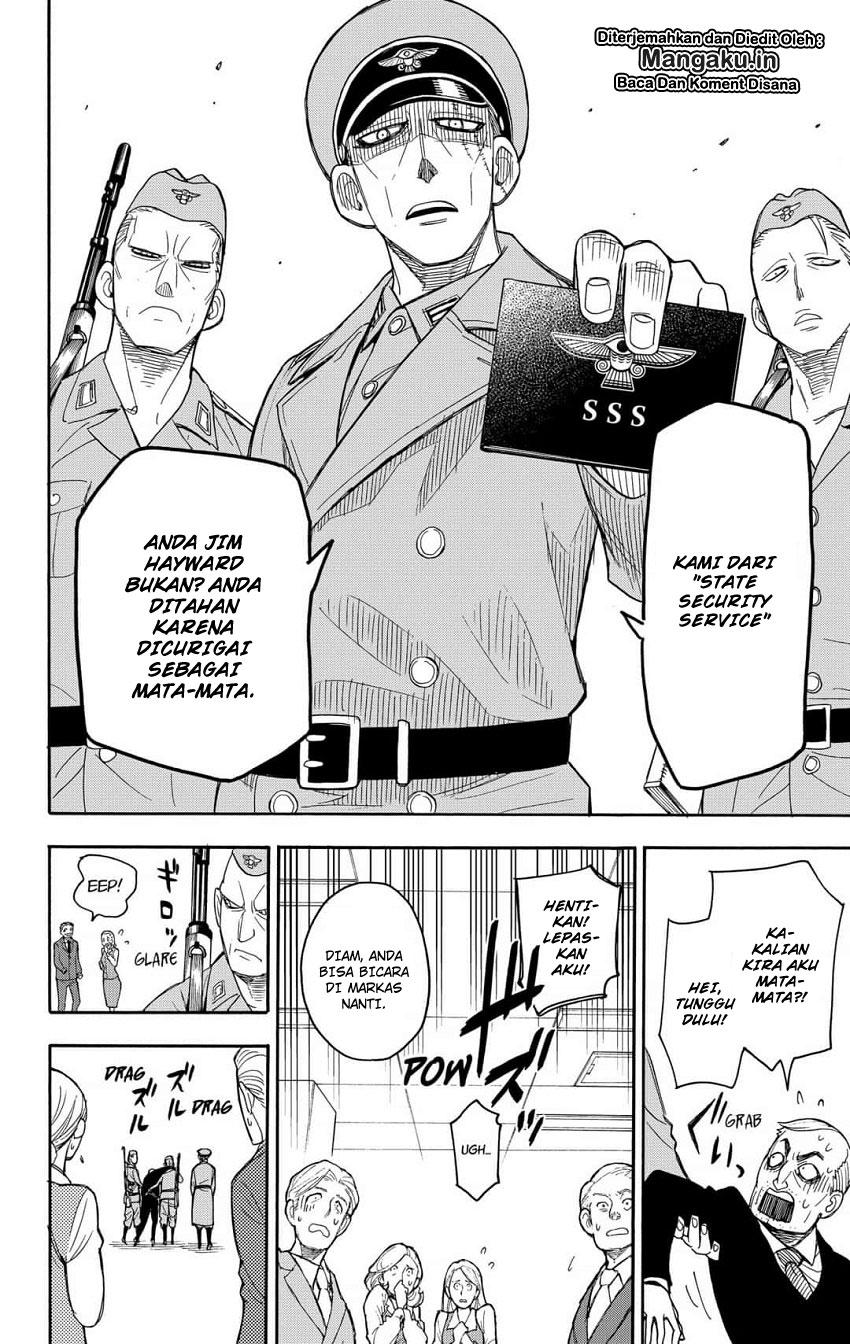 Diterjemahkan dan Diedit Oleh :
Mangaku.in
Baca Dan Koment Disana
SSS
KAMI DARI
"STATE
SECURITY
SERVICE"
ANDA JIM
HAYWARD
BUKAN? ANDA
DITAHAN
KARENA
DICURIGAI
SEBAGAI
MATA-MATA.
KA-
KALIAN
KIRA AKU
MATA-
MATA?!
HEI,
TUNGGU
DULU!
GRAB
HENTI-
KAN!
LEPAS-
KAN
AKU!
DIAM, ANDA
BISA BICARA
DI MARKAS
NANTI.
POW
UGH...
EEP!
ギロッ
GLARE
DRAG
ズル
ズル
DRAG